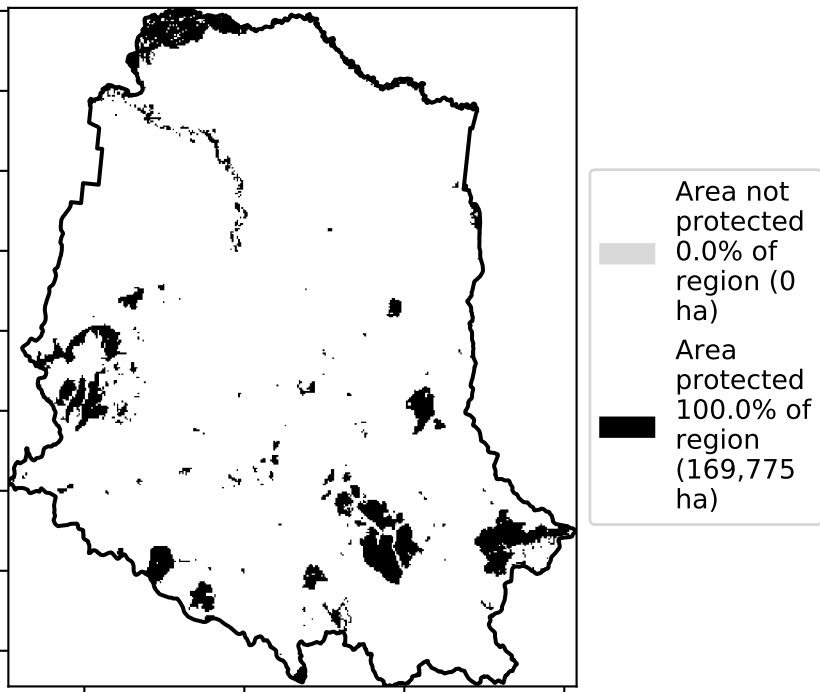 Area not
protected
0.0% of
region (0
ha)
Area
protected
100.0% of
region
(169,775
ha)